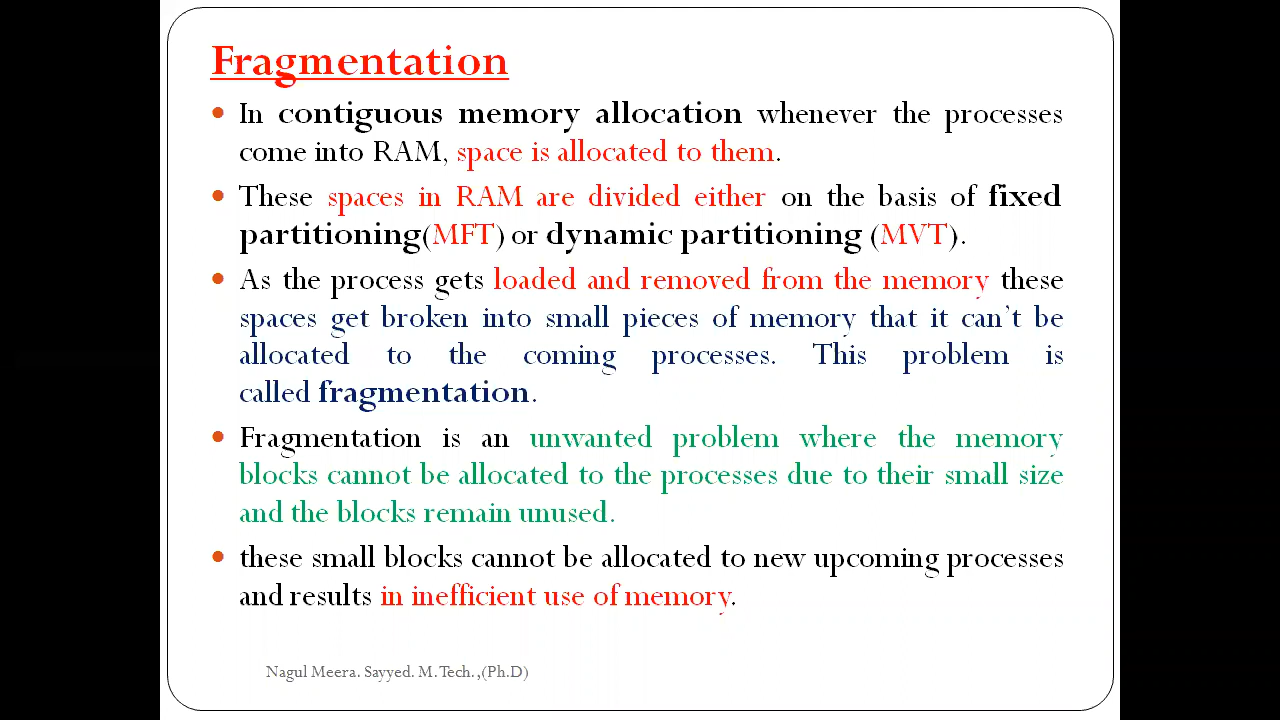 Fragmentation
• In contiguous memory allocation whenever the processes
come into RAM, space is allocated to them.
• These spaces in RAM are divided either on the basis of fixed
partitioning(MFT) or dynamic partitioning (MVT).
• As the process gets loaded and removed from the memory these
spaces get broken into small pieces of memory that it can't be
allocated to the coming processes. This problem is
called fragmentation.
• Fragmentation is an unwanted problem where the memory
blocks cannot be allocated to the processes due to their small size
and the blocks remain unused.
• these small blocks cannot be allocated to new upcoming processes
and results in inefficient use of memory.
Nagul Meera. Sayyed. M. Tech.,(Ph.D)